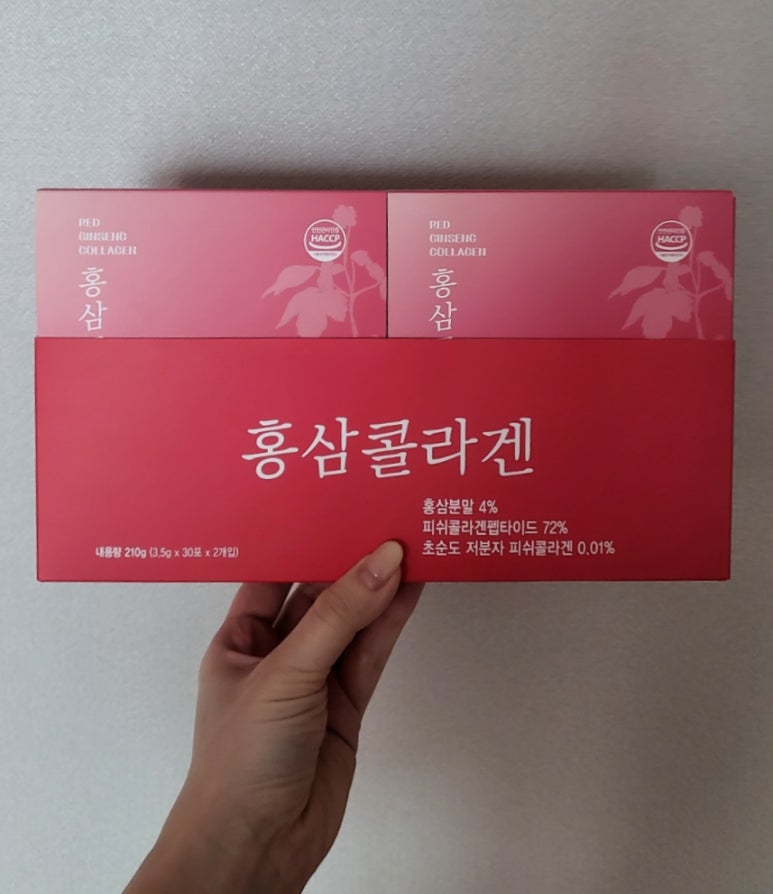 RED
GINSENG
COLLAGEN
홍삼
HACCP
RED
GINSENG
COLLAGEN
홍삼
HACCP
홍삼콜라겐
홍삼분말 4%
피쉬콜라겐펩타이드 72%
초순도 저분자 피쉬콜라겐 0.01%
내용량 210g (3.5g x 30포 x 2개입)